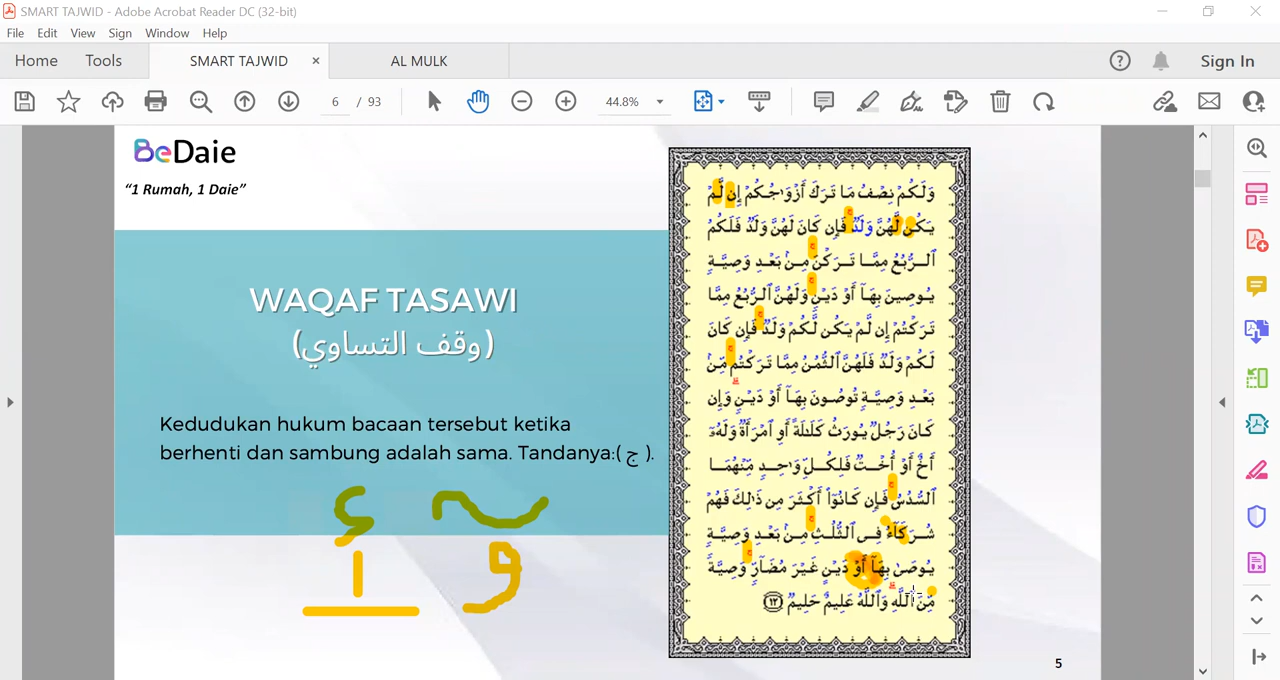 SMART TAJWID - Adobe Acrobat Reader DC (32-bit)
File Edit View Sign Window Help
Home Tools SMART TAJWID × AL MULK Sign In
6 / 93 44.8%
BeDaie
“1 Rumah, 1 Daie”
WAQAF TASAWI
(وقف التساوي)
Kedudukan hukum bacaan tersebut ketika
berhenti dan sambung adalah sama. Tandanya:( ج ).
أ و
وَلَكُمْ نِصْفُ مَا تَرَكَ أَزْوَٰجُكُمْ إِن لَّمْ
يَكُن لَّهُنَّ وَلَدٌ ۚ فَإِن كَانَ لَهُنَّ وَلَدٌ فَلَكُمُ
ٱلرُّبُعُ مِمَّا تَرَكْنَ ۚ مِنۢ بَعْدِ وَصِيَّةٍ
يُوصِينَ بِهَآ أَوْ دَيْنٍ ۚ وَلَهُنَّ ٱلرُّبُعُ مِمَّا
تَرَكْتُمْ إِن لَّمْ يَكُن لَّكُمْ وَلَدٌ ۚ فَإِن كَانَ
لَكُمْ وَلَدٌ فَلَهُنَّ ٱلثُّمُنُ مِمَّا تَرَكْتُم ۚ مِّنۢ
بَعْدِ وَصِيَّةٍ تُوصُونَ بِهَآ أَوْ دَيْنٍ ۗ وَإِن
كَانَ رَجُلٌ يُورَثُ كَلَٰلَةً أَوِ ٱمْرَأَةٌ وَلَهُۥٓ
أَخٌ أَوْ أُخْتٌ فَلِكُلِّ وَٰحِدٍ مِّنْهُمَا
ٱلسُّدُسُ ۚ فَإِن كَانُوٓا۟ أَكْثَرَ مِن ذَٰلِكَ فَهُمْ
شُرَكَآءُ فِى ٱلثُّلُثِ ۚ مِنۢ بَعْدِ وَصِيَّةٍ
يُوصَىٰ بِهَآ أَوْ دَيْنٍ غَيْرَ مُضَآرٍّ ۚ وَصِيَّةً
مِّنَ ٱللَّهِ ۗ وَٱللَّهُ عَلِيمٌ حَلِيمٌ ١٢
5